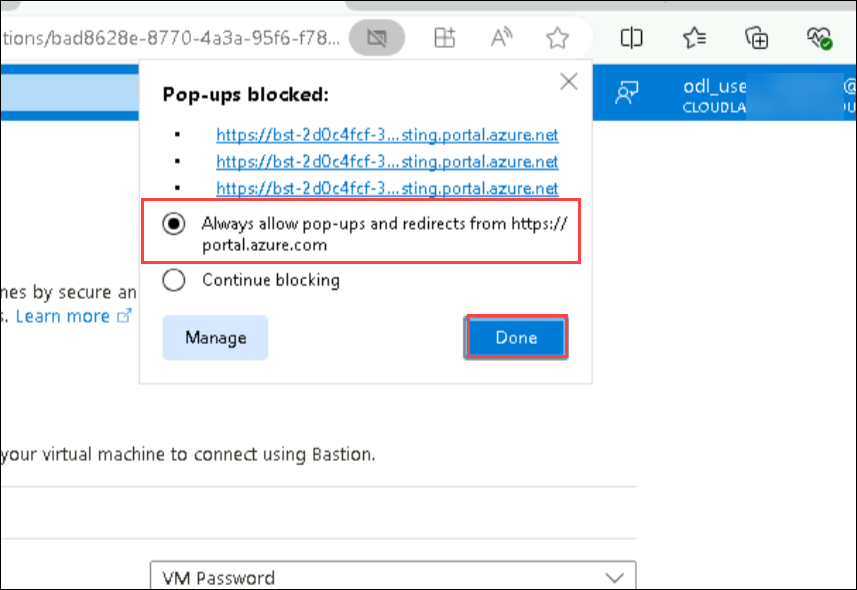 tions/bad8628e-8770-4a3a-95f6-f78...
Pop-ups blocked:
odl_use @
CLOUDLA
https://bst-2d0c4fcf-3...sting.portal.azure.net
https://bst-2d0c4fcf-3...sting.portal.azure.net
https://bst-2d0c4fcf-3...sting.portal.azure.net
Always allow pop-ups and redirects from https://
portal.azure.com
Continue blocking
nes by secure an
s. Learn more
Manage Done
your virtual machine to connect using Bastion.
VM Password